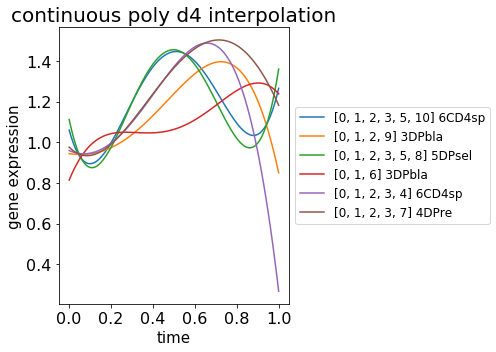 continuous poly d4 interpolation
gene expression
1.4
1.2
1.0
0.8
0.6
0.4
0.0 0.2 0.4 0.6 0.8 1.0
time
[0, 1, 2, 3, 5, 10] 6CD4sp
[0, 1, 2, 9] 3DPbla
[0, 1, 2, 3, 5, 8] 5DPsel
[0, 1, 6] 3DPbla
[0, 1, 2, 3, 4] 6CD4sp
[0, 1, 2, 3, 7] 4DPre